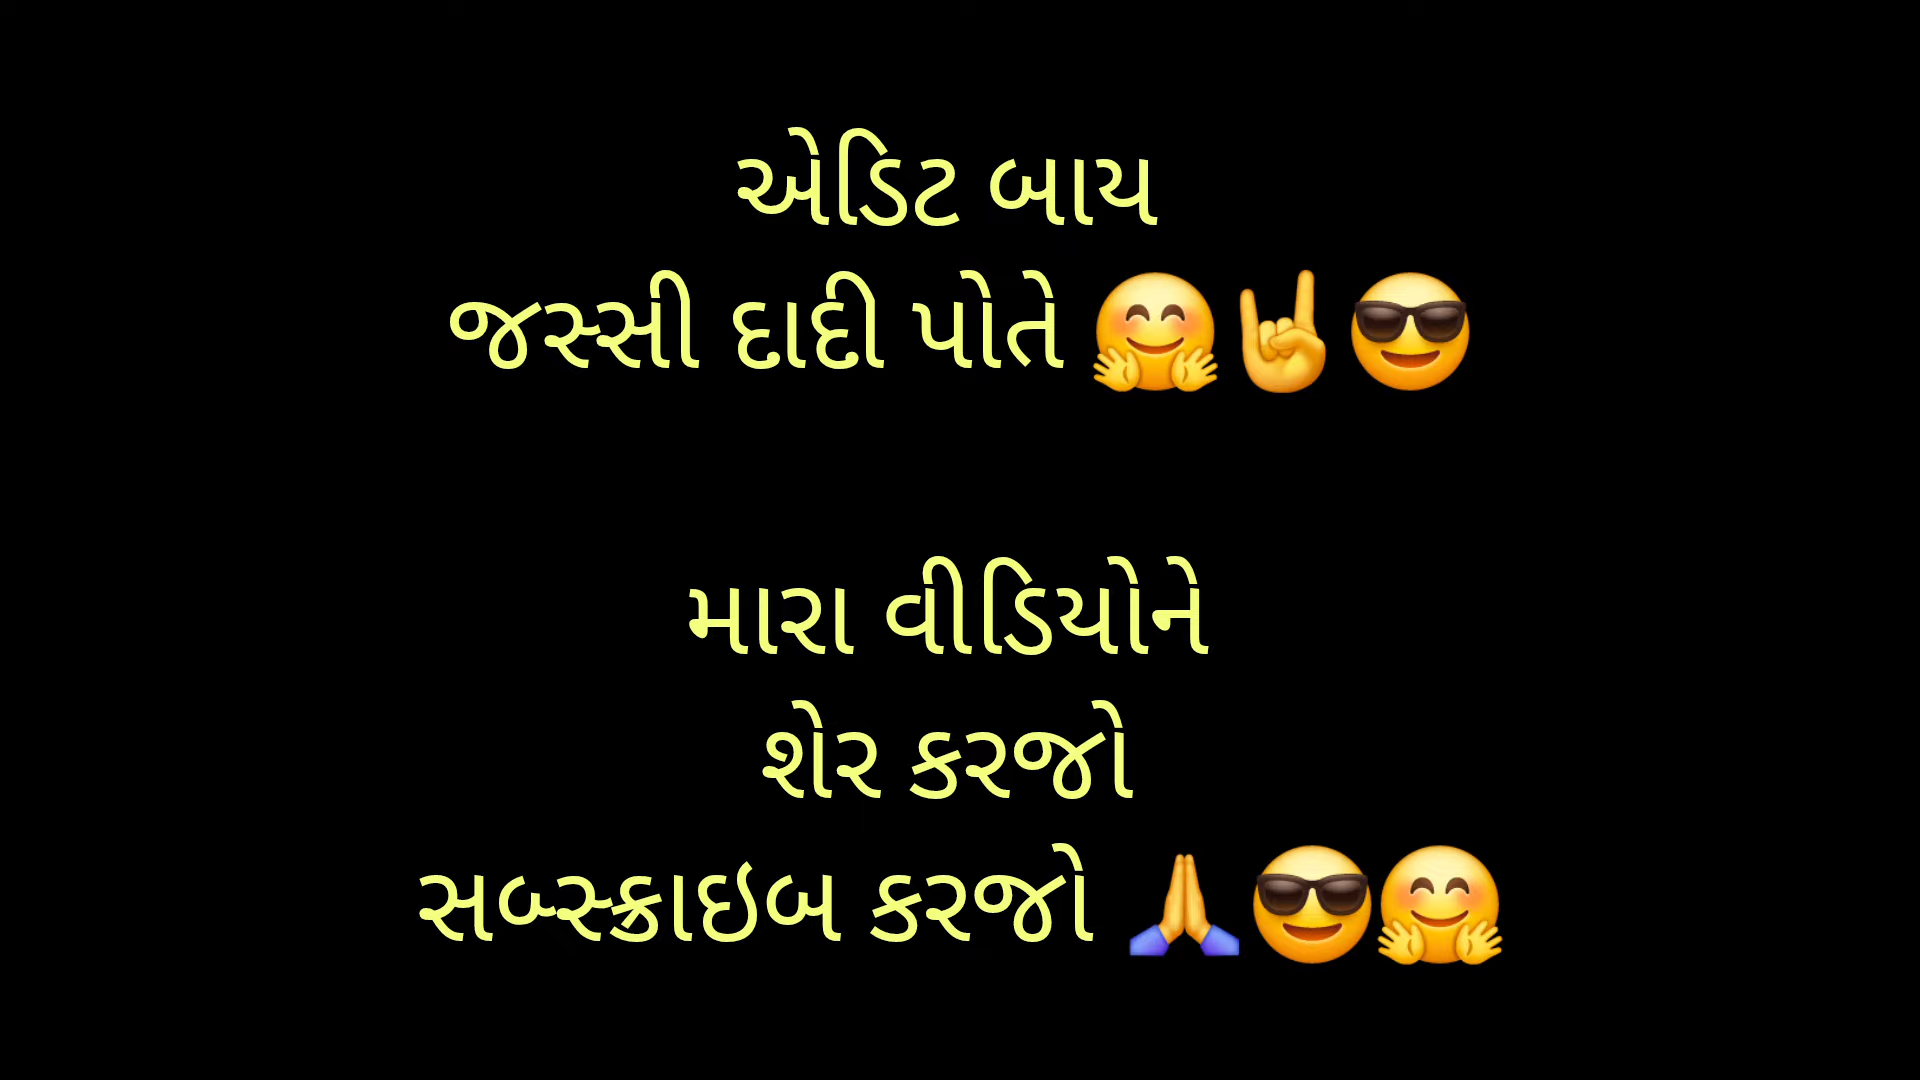 એડિટ બાય
જસ્સી દાદી પોતે 🤗🤘😎
મારા વીડિયોને
શેર કરજો
સબ્સ્ક્રાઇબ કરજો 🙏😎🤗